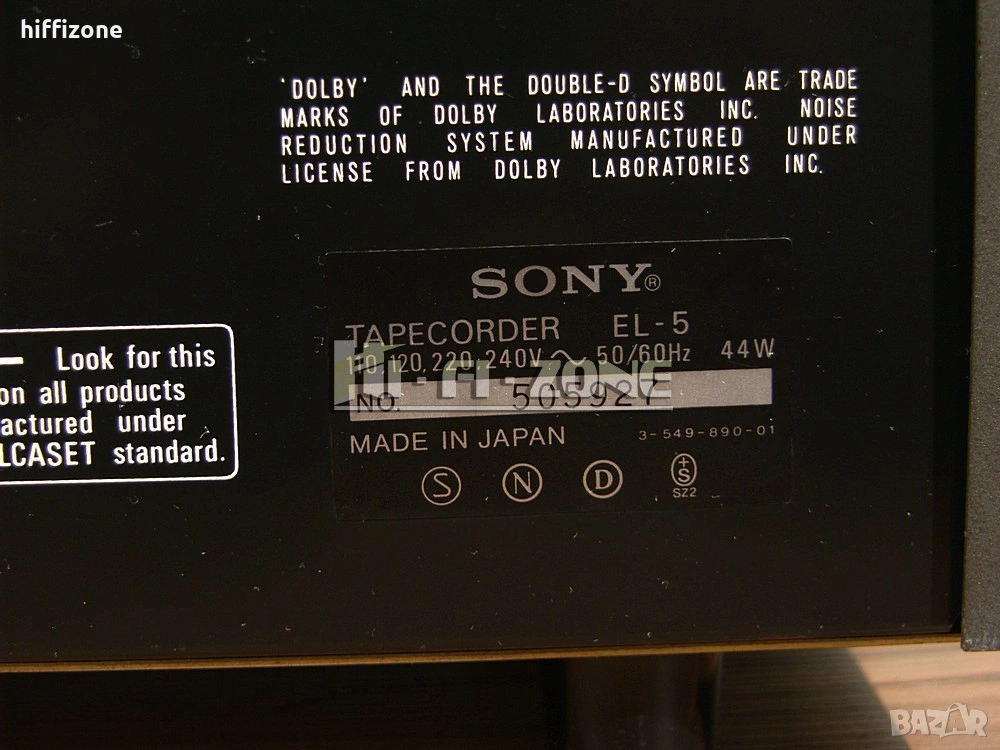 hiffizone
'DOLBY' AND THE DOUBLE-D SYMBOL ARE TRADE
MARKS OF DOLBY LABORATORIES INC. NOISE
REDUCTION SYSTEM MANUFACTURED UNDER
LICENSE FROM DOLBY LABORATORIES INC.
SONY®
TAPECORDER EL-5
110, 120, 220, 240V ~ 50/60Hz 44W
Hi-Fi-ZONE
NO. 505927
MADE IN JAPAN 3-549-890-01
S N D +S
SZ2
Look for this
on all products
actured under
LCASET standard.
BAZAR